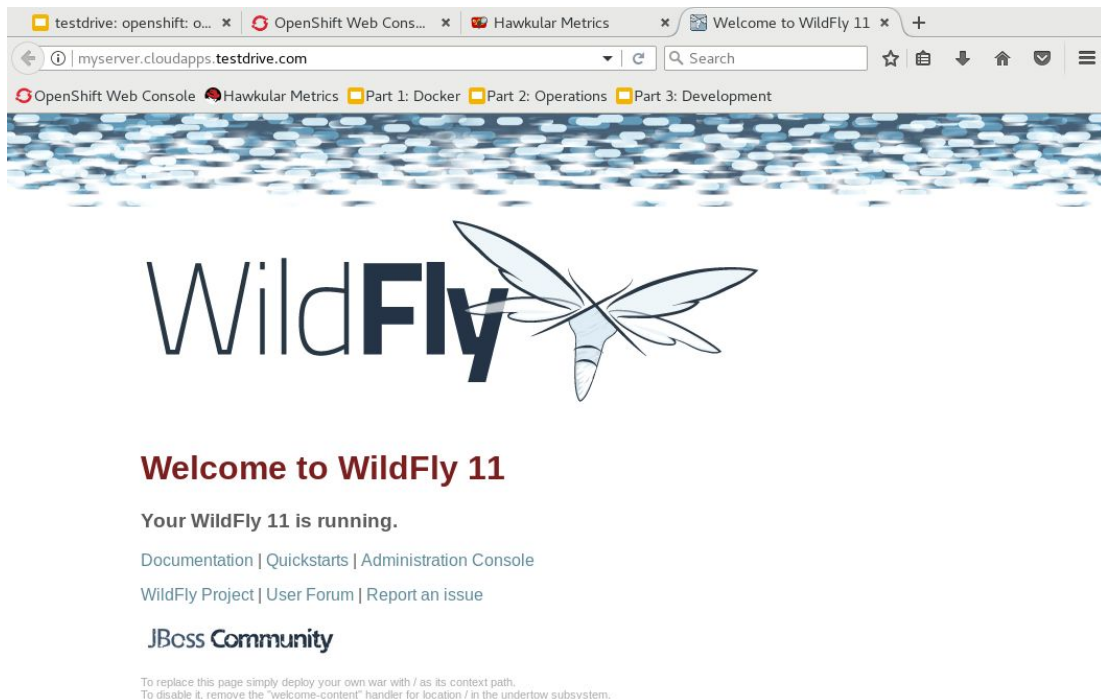 testdrive: openshift: o... OpenShift Web Cons... Hawkular Metrics Welcome to WildFly 11
myserver.cloudapps.testdrive.com Search
OpenShift Web Console Hawkular Metrics Part 1: Docker Part 2: Operations Part 3: Development
WildFly
Welcome to WildFly 11
Your WildFly 11 is running.
Documentation | Quickstarts | Administration Console
WildFly Project | User Forum | Report an issue
JBoss Community
To replace this page simply deploy your own war with / as its context path.
To disable it, remove the "welcome-content" handler for location / in the undertow subsystem.